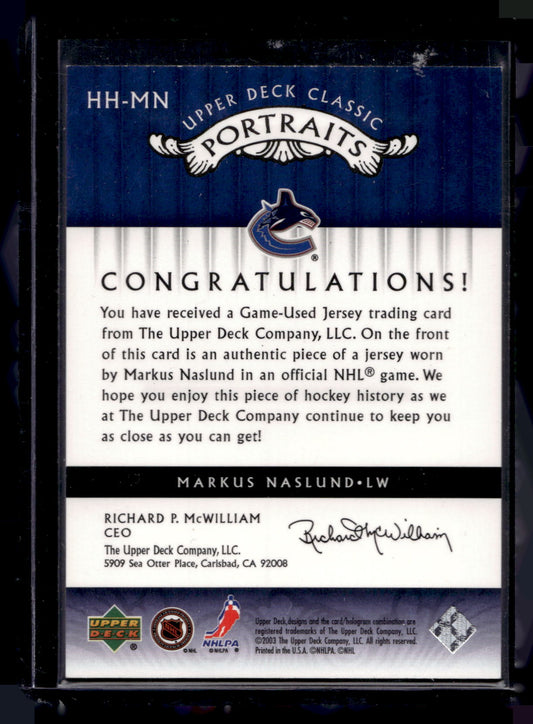 HH-MN
UPPER DECK CLASSIC
PORTRAITS
®
CONGRATULATIONS!
You have received a Game-Used Jersey trading card
from The Upper Deck Company, LLC. On the front
of this card is an authentic piece of a jersey worn
by Markus Naslund in an official NHL® game. We
hope you enjoy this piece of hockey history as we
at The Upper Deck Company continue to keep you
as close as you can get!
MARKUS NASLUND•LW
RICHARD P. McWILLIAM
CEO
The Upper Deck Company, LLC.
5909 Sea Otter Place, Carlsbad, CA 92008
Richard McWilliam
UPPER
DECK
®
NHL
©NHL
NHLPA
©NHLPA ®
Upper Deck, designs and the card/hologram combination are
registered trademarks of The Upper Deck Company, LLC.
©2003 The Upper Deck Company, LLC. All rights reserved.
Printed in the U.S.A. ©NHLPA. ©NHL